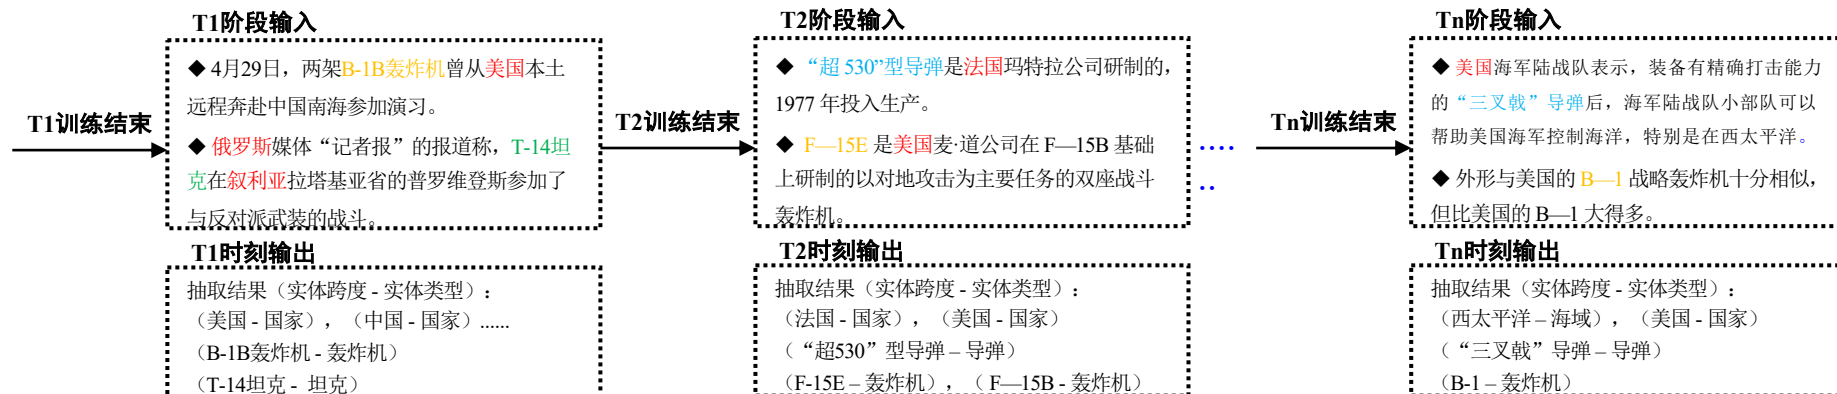 T1阶段输入
◆ 4月29日，两架B-1B轰炸机曾从美国本土
远程奔赴中国南海参加演习。
◆ 俄罗斯媒体“记者报”的报道称，T-14坦
克在叙利亚拉塔基亚省的普罗维登斯参加了
与反对派武装的战斗。
T1训练结束
T1时刻输出
抽取结果（实体跨度 - 实体类型）：
（美国 - 国家），（中国 - 国家）......
（B-1B轰炸机 - 轰炸机）
（T-14坦克 - 坦克）
T2训练结束
T2阶段输入
◆ “超 530”型导弹是法国玛特拉公司研制的，
1977 年投入生产。
◆ F—15E 是美国麦·道公司在 F—15B 基础
上研制的以对地攻击为主要任务的双座战斗
轰炸机。
T2时刻输出
抽取结果（实体跨度 - 实体类型）：
（法国 - 国家），（美国 - 国家）
（“超530”型导弹 – 导弹）
（F-15E – 轰炸机），（ F—15B - 轰炸机）
....
..
Tn训练结束
Tn阶段输入
◆ 美国海军陆战队表示，装备有精确打击能力
的“三叉戟”导弹后，海军陆战队小部队可以
帮助美国海军控制海洋，特别是在西太平洋。
◆ 外形与美国的 B—1 战略轰炸机十分相似，
但比美国的 B—1 大得多。
Tn时刻输出
抽取结果（实体跨度 - 实体类型）：
（西太平洋 – 海域），（美国 - 国家）
（“三叉戟”导弹 – 导弹）
（B-1 – 轰炸机）